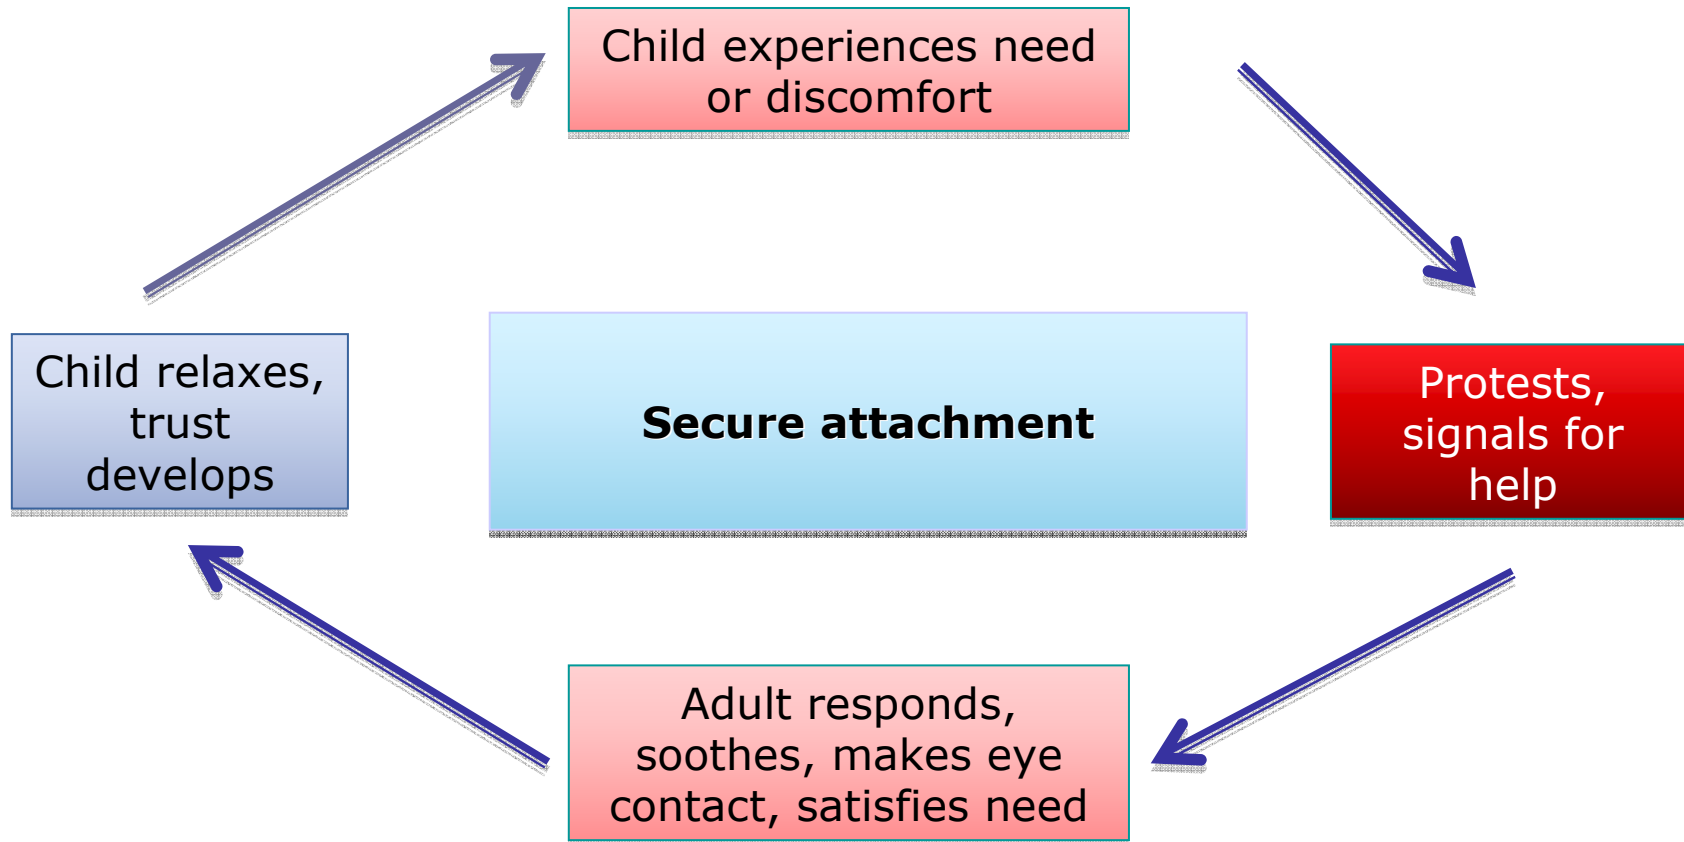 Child experiences need
or discomfort
Child relaxes,
trust
develops
Secure attachment
Protests,
signals for
help
Adult responds,
soothes, makes eye
contact, satisfies need